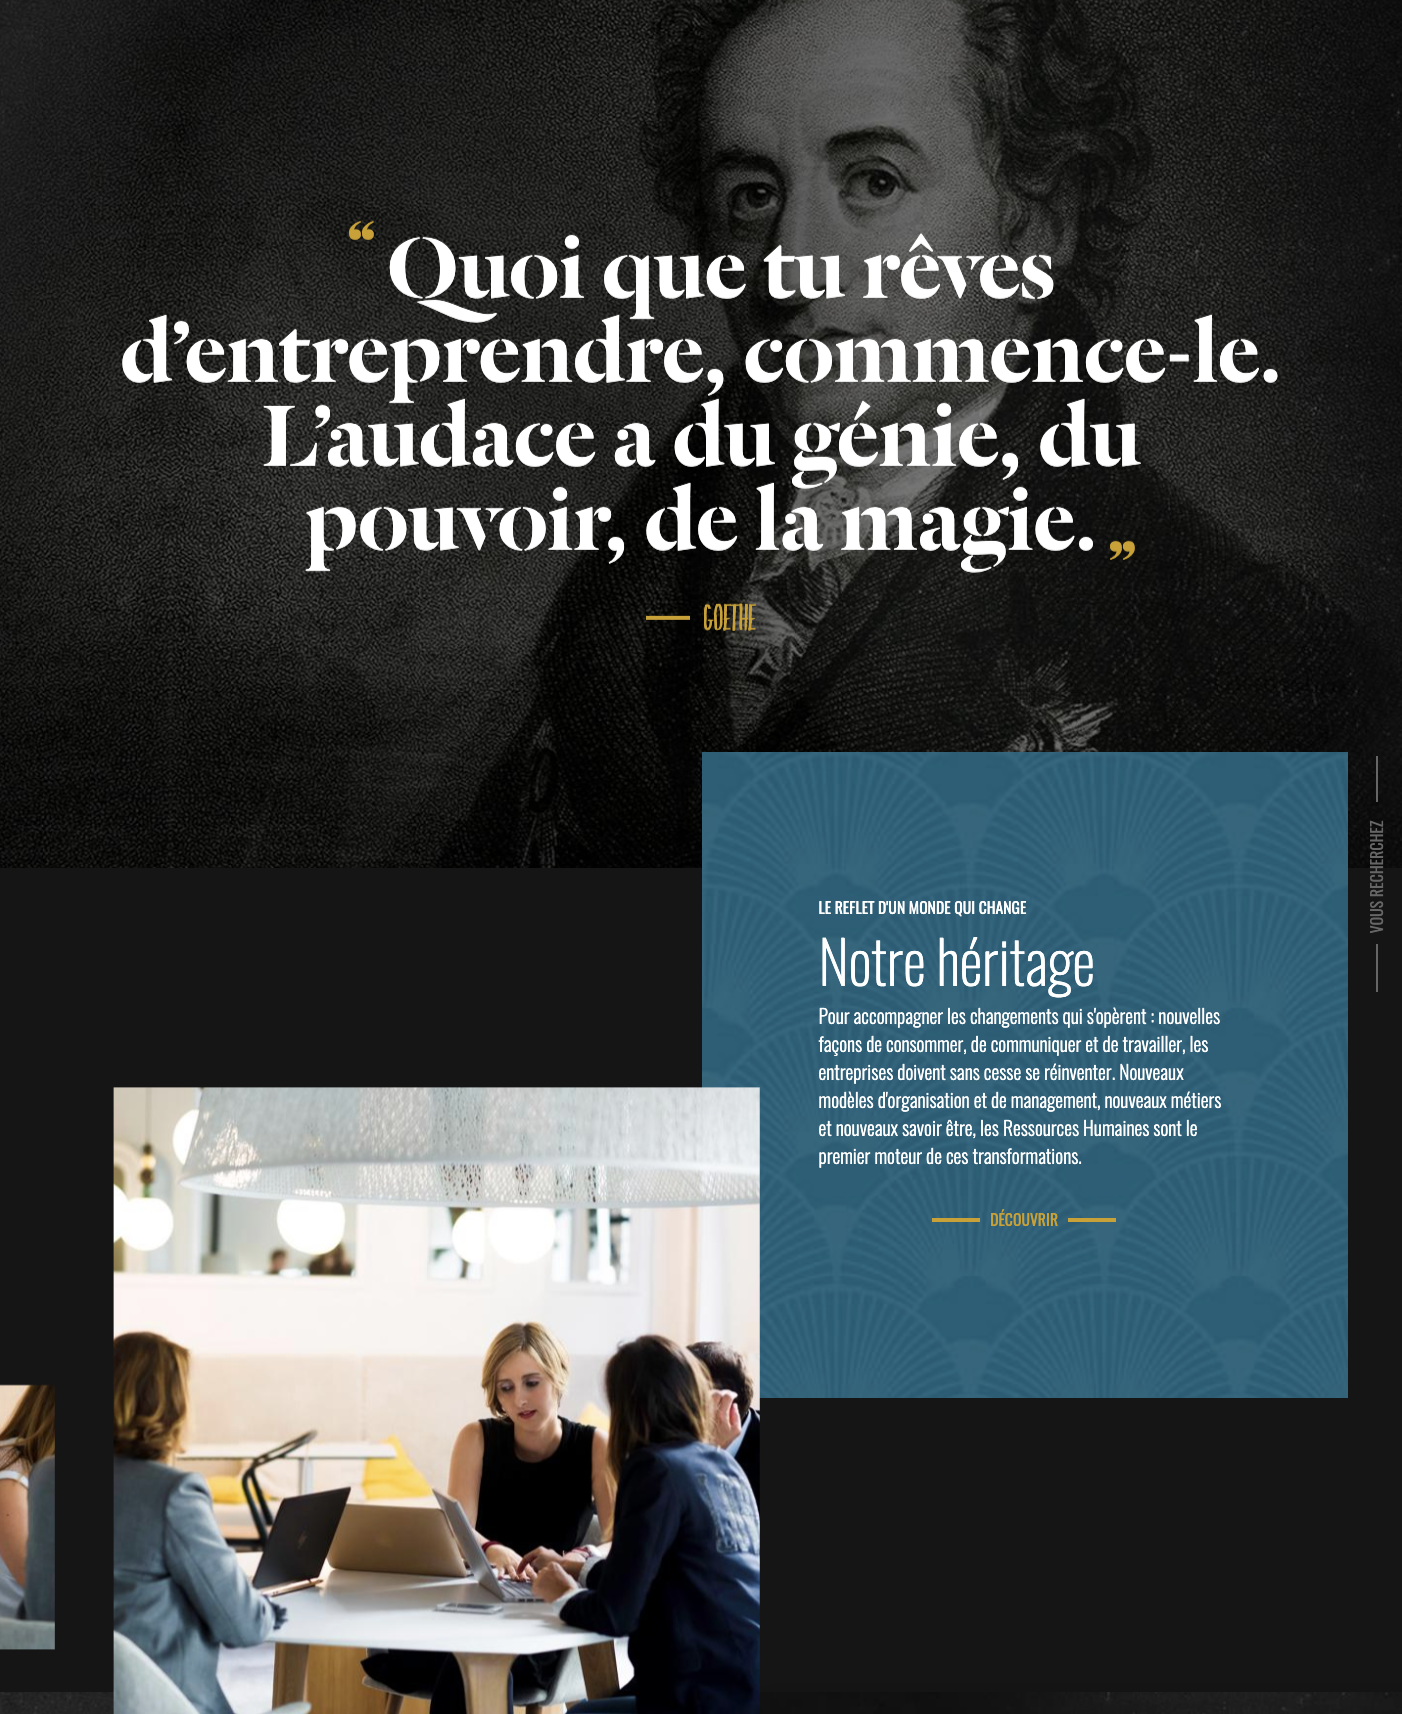 “ Quoi que tu rêves
d’entreprendre, commence-le.
L’audace a du génie, du
pouvoir, de la magie. ”
GOETHE
VOUS RECHERCHEZ
LE REFLET D'UN MONDE QUI CHANGE
Notre héritage
Pour accompagner les changements qui s'opèrent : nouvelles
façons de consommer, de communiquer et de travailler, les
entreprises doivent sans cesse se réinventer. Nouveaux
modèles d'organisation et de management, nouveaux métiers
et nouveaux savoir être, les Ressources Humaines sont le
premier moteur de ces transformations.
DÉCOUVRIR